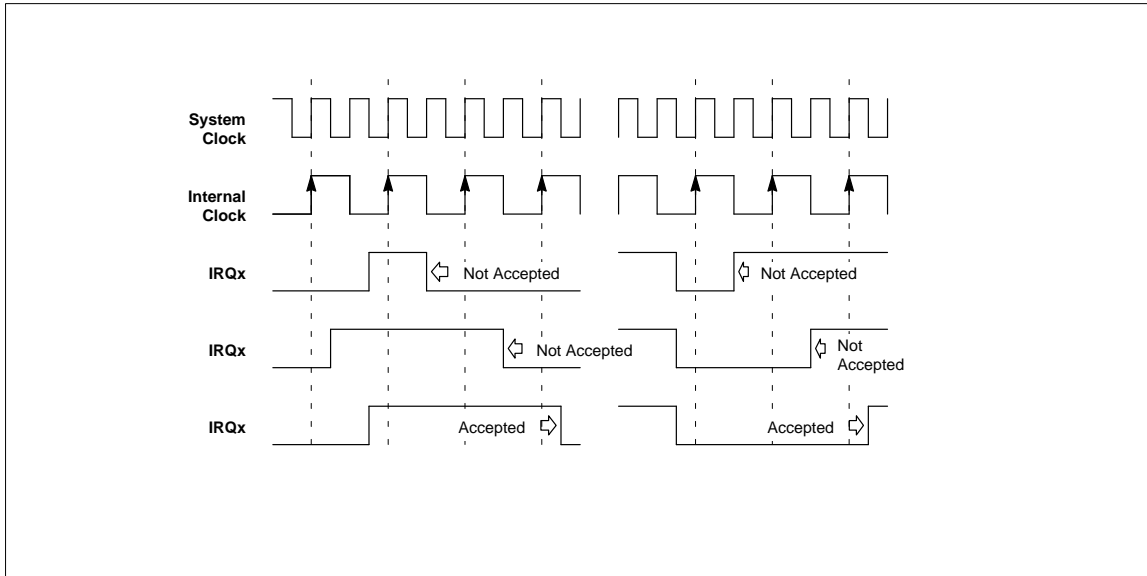 System
Clock
Internal
Clock
IRQx
Not Accepted
Not Accepted
IRQx
Not Accepted
Not
Accepted
IRQx
Accepted
Accepted